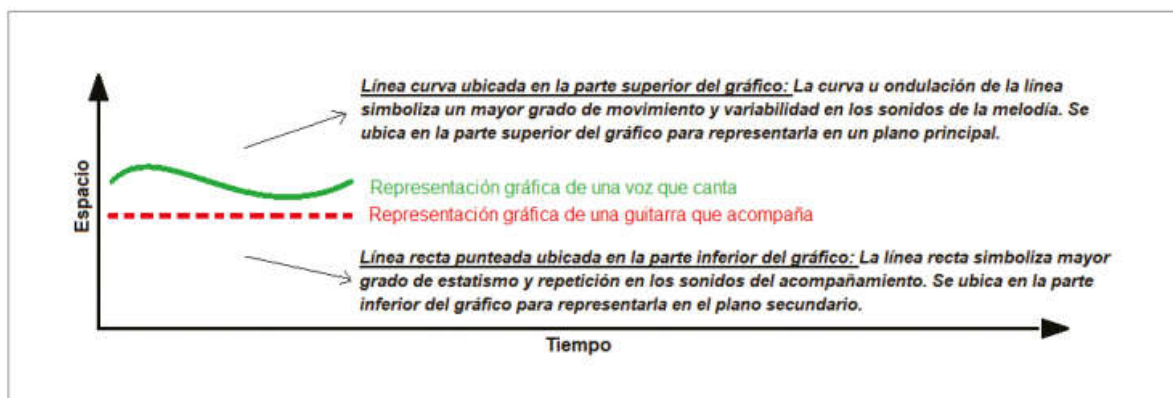 Línea curva ubicada en la parte superior del gráfico: La curva u ondulación de la línea
simboliza un mayor grado de movimiento y variabilidad en los sonidos de la melodía. Se
ubica en la parte superior del gráfico para representarla en un plano principal.
Espacio
Representación gráfica de una voz que canta
Representación gráfica de una guitarra que acompaña
Línea recta punteada ubicada en la parte inferior del gráfico: La línea recta simboliza mayor
grado de estatismo y repetición en los sonidos del acompañamiento. Se ubica en la parte
inferior del gráfico para representarla en el plano secundario.
Tiempo